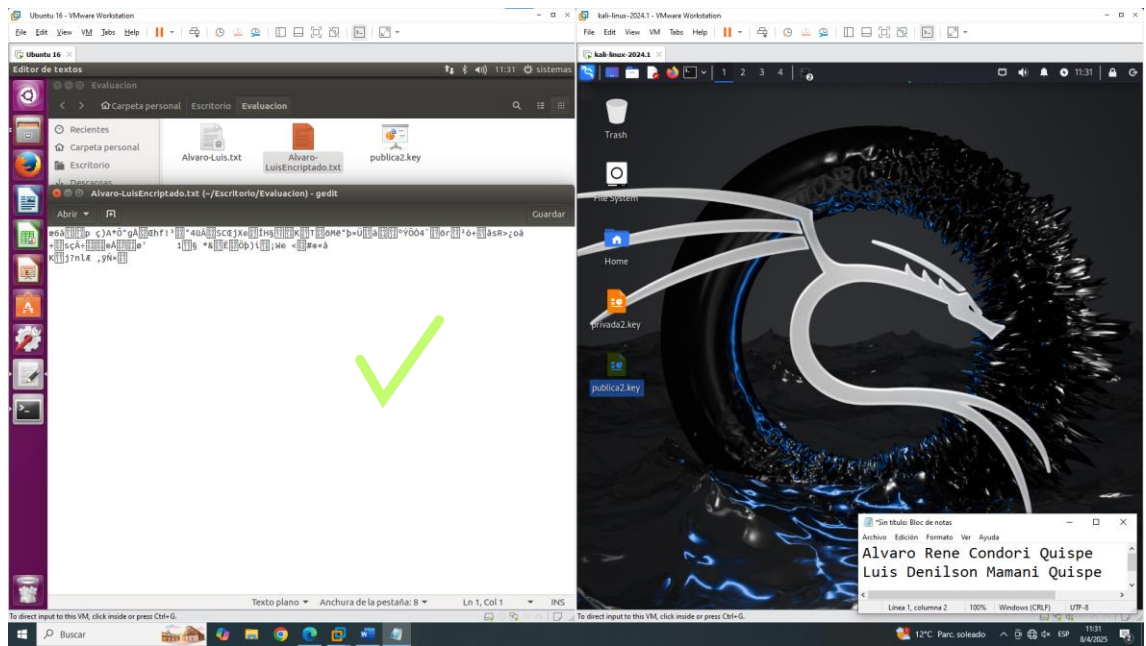 Ubuntu 16 - VMware Workstation
File Edit View VM Tabs Help
Ubuntu 16
Editor de textos 11:31 sistemas
Evaluacion
Carpeta personal Escritorio Evaluacion
Recientes
Carpeta personal
Escritorio
Descargas
Alvaro-Luis.txt
Alvaro-
LuisEncriptado.txt
publica2.key
Alvaro-LuisEncriptado.txt (~/Escritorio/Evaluacion) - gedit
Abrir Guardar
Texto plano Anchura de la pestaña: 8 Ln 1, Col 1 INS
To direct input to this VM, click inside or press Ctrl+G.
kali-linux-2024.1 - VMware Workstation
File Edit View VM Tabs Help
kali-linux-2024.1
1 2 3 4 11:31
Trash
File System
Home
privada2.key
publica2.key
*Sin título: Bloc de notas
Archivo Edición Formato Ver Ayuda
Alvaro Rene Condori Quispe
Luis Denilson Mamani Quispe
Línea 1, columna 2 100% Windows (CRLF) UTF-8
To direct input to this VM, click inside or press Ctrl+G.
Buscar
12°C Parc. soleado ESP 11:31
8/4/2025